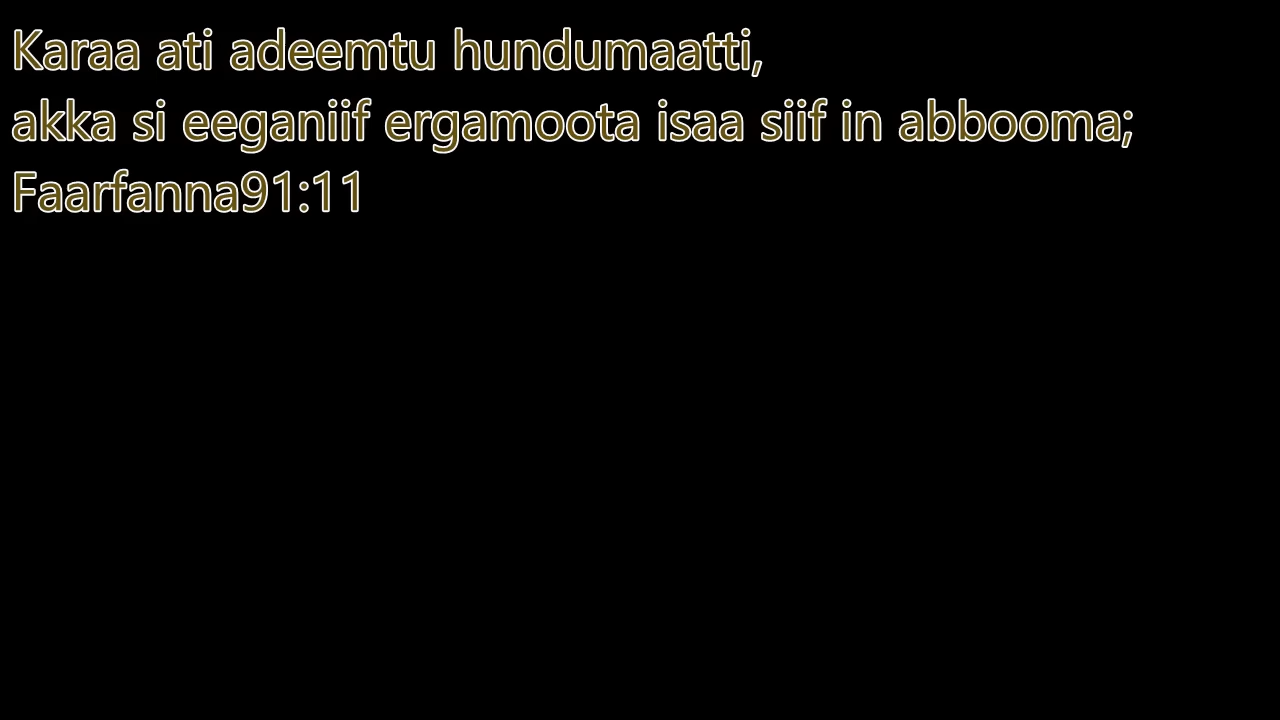 Karaa ati adeemtu hundumaatti,
akka si eeganiif ergamoota isaa siif in abbooma;
Faarfanna91:11